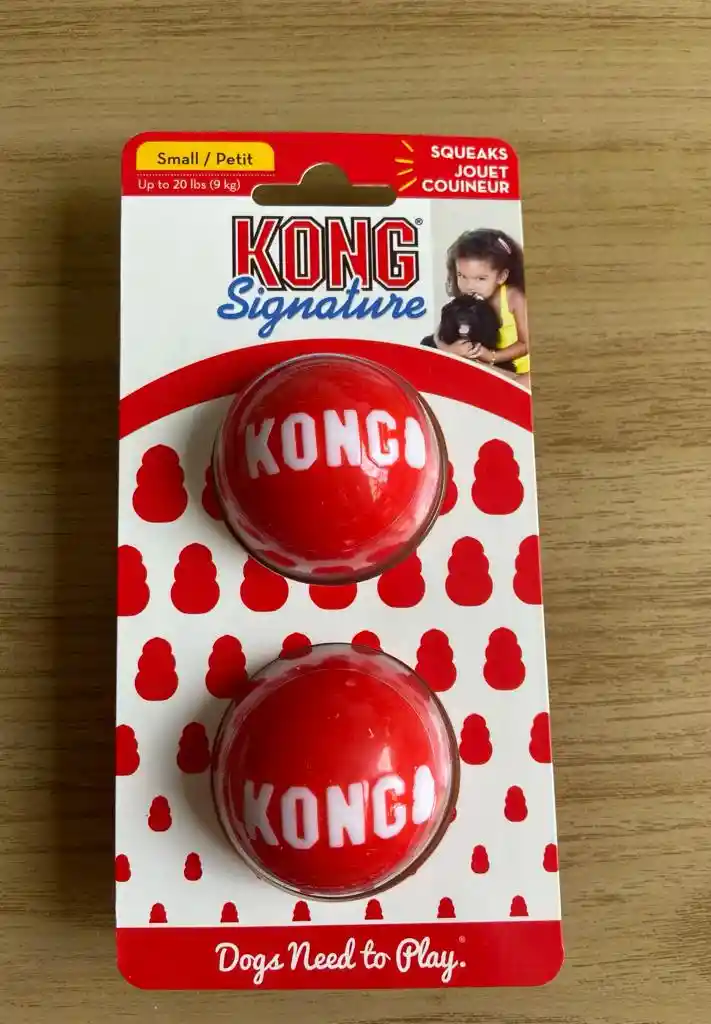 Small / Petit
Up to 20 lbs (9 kg)
SQUEAKS
JOUET
COUINEUR
KONG®
Signature
KONG
KONG
Dogs Need to Play.®